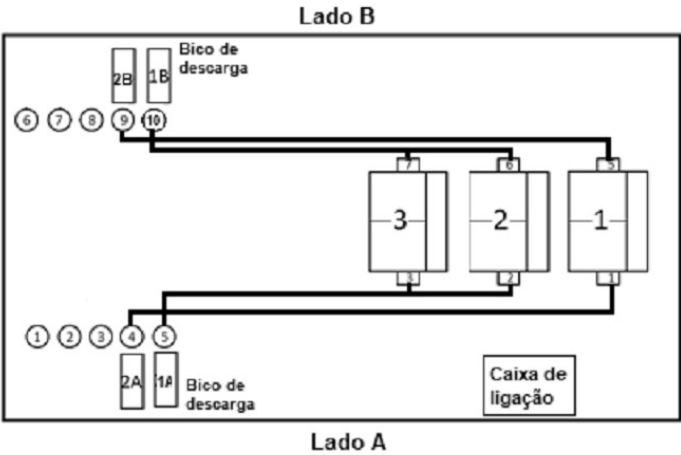 Lado B
2B
1B
Bico de
descarga
6 7 8 9 10
7 6 5
3 2 1
3 2 1
1 2 3 4 5
2A
1A
Bico de
descarga
Caixa de
ligação
Lado A